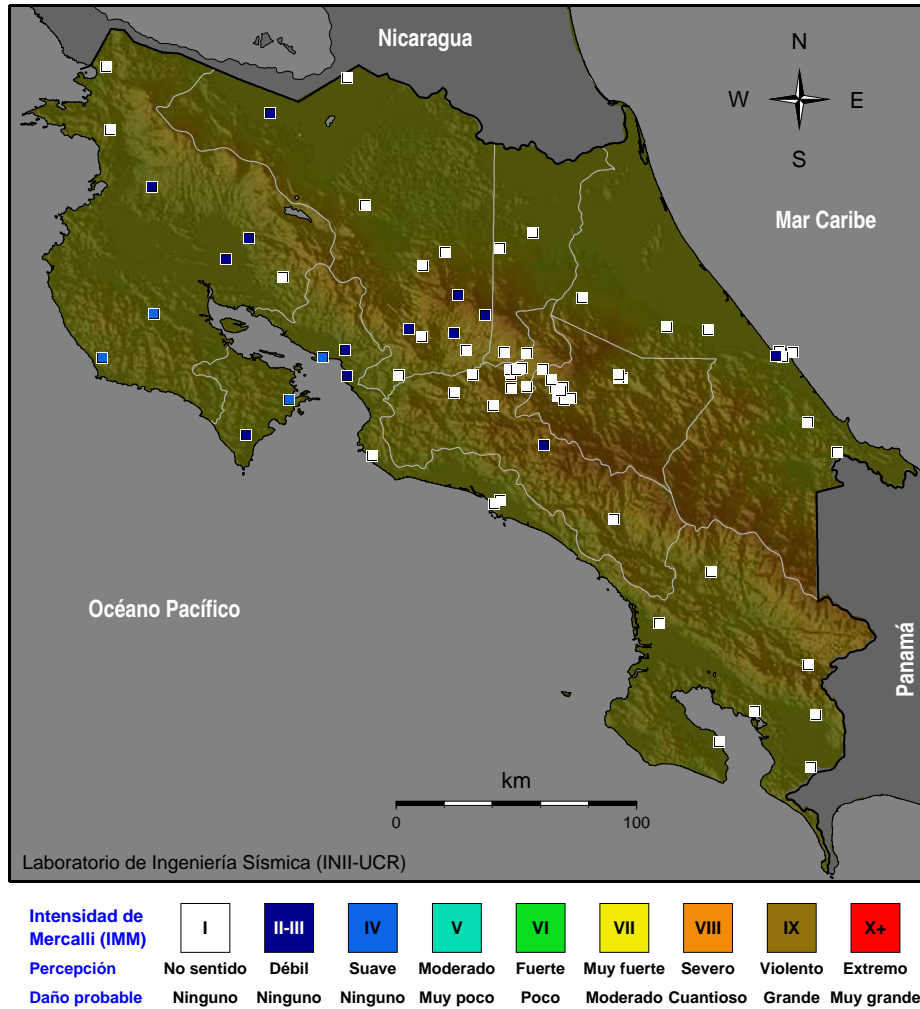 Nicaragua
N
W E
S
Mar Caribe
Océano Pacífico
Panamá
km
0 100
Laboratorio de Ingeniería Sísmica (INII-UCR)
Intensidad de
Mercalli (IMM)
I II-III IV V VI VII VIII IX X+
Percepción No sentido Débil Suave Moderado Fuerte Muy fuerte Severo Violento Extremo
Daño probable Ninguno Ninguno Ninguno Muy poco Poco Moderado Cuantioso Grande Muy grande